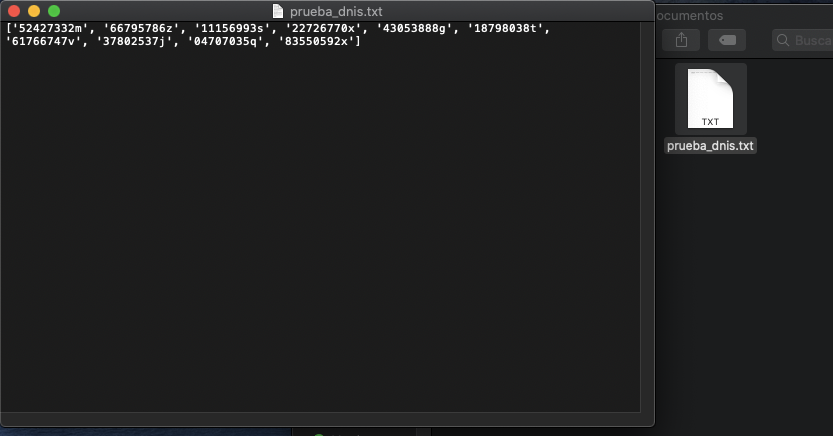 prueba_dnis.txt
['52427332m', '66795786z', '11156993s', '22726770x', '43053888g', '18798038t',
'61766747v', '37802537j', '04707035q', '83550592x']
ocumentos
Busca
TXT
prueba_dnis.txt